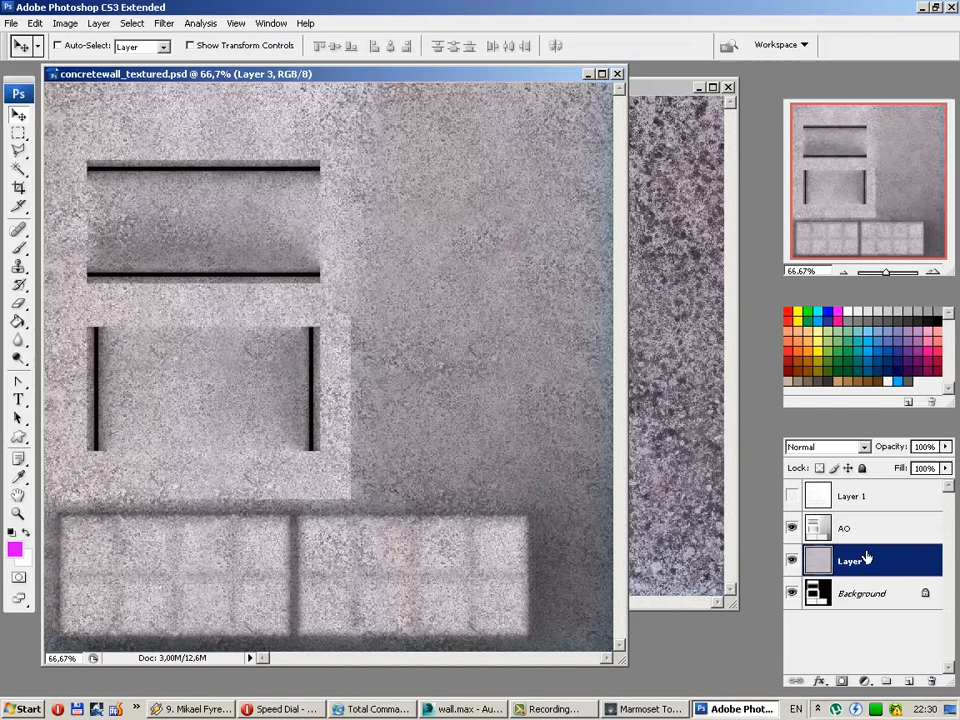 Adobe Photoshop CS3 Extended
File Edit Image Layer Select Filter Analysis View Window Help
Auto-Select: Layer Show Transform Controls Workspace
concretewall_textured.psd @ 66,7% (Layer 3, RGB/8)
Ps
66.67%
Normal Opacity: 100%
Lock: Fill: 100%
Layer 1
AO
Layer
Background
66,67% Doc: 3,00M/12,6M
Start 9. Mikael Fyre... Speed Dial - ... Total Comma... wall.max - Au... Recording... Marmoset To... Adobe Phot... EN 22:30